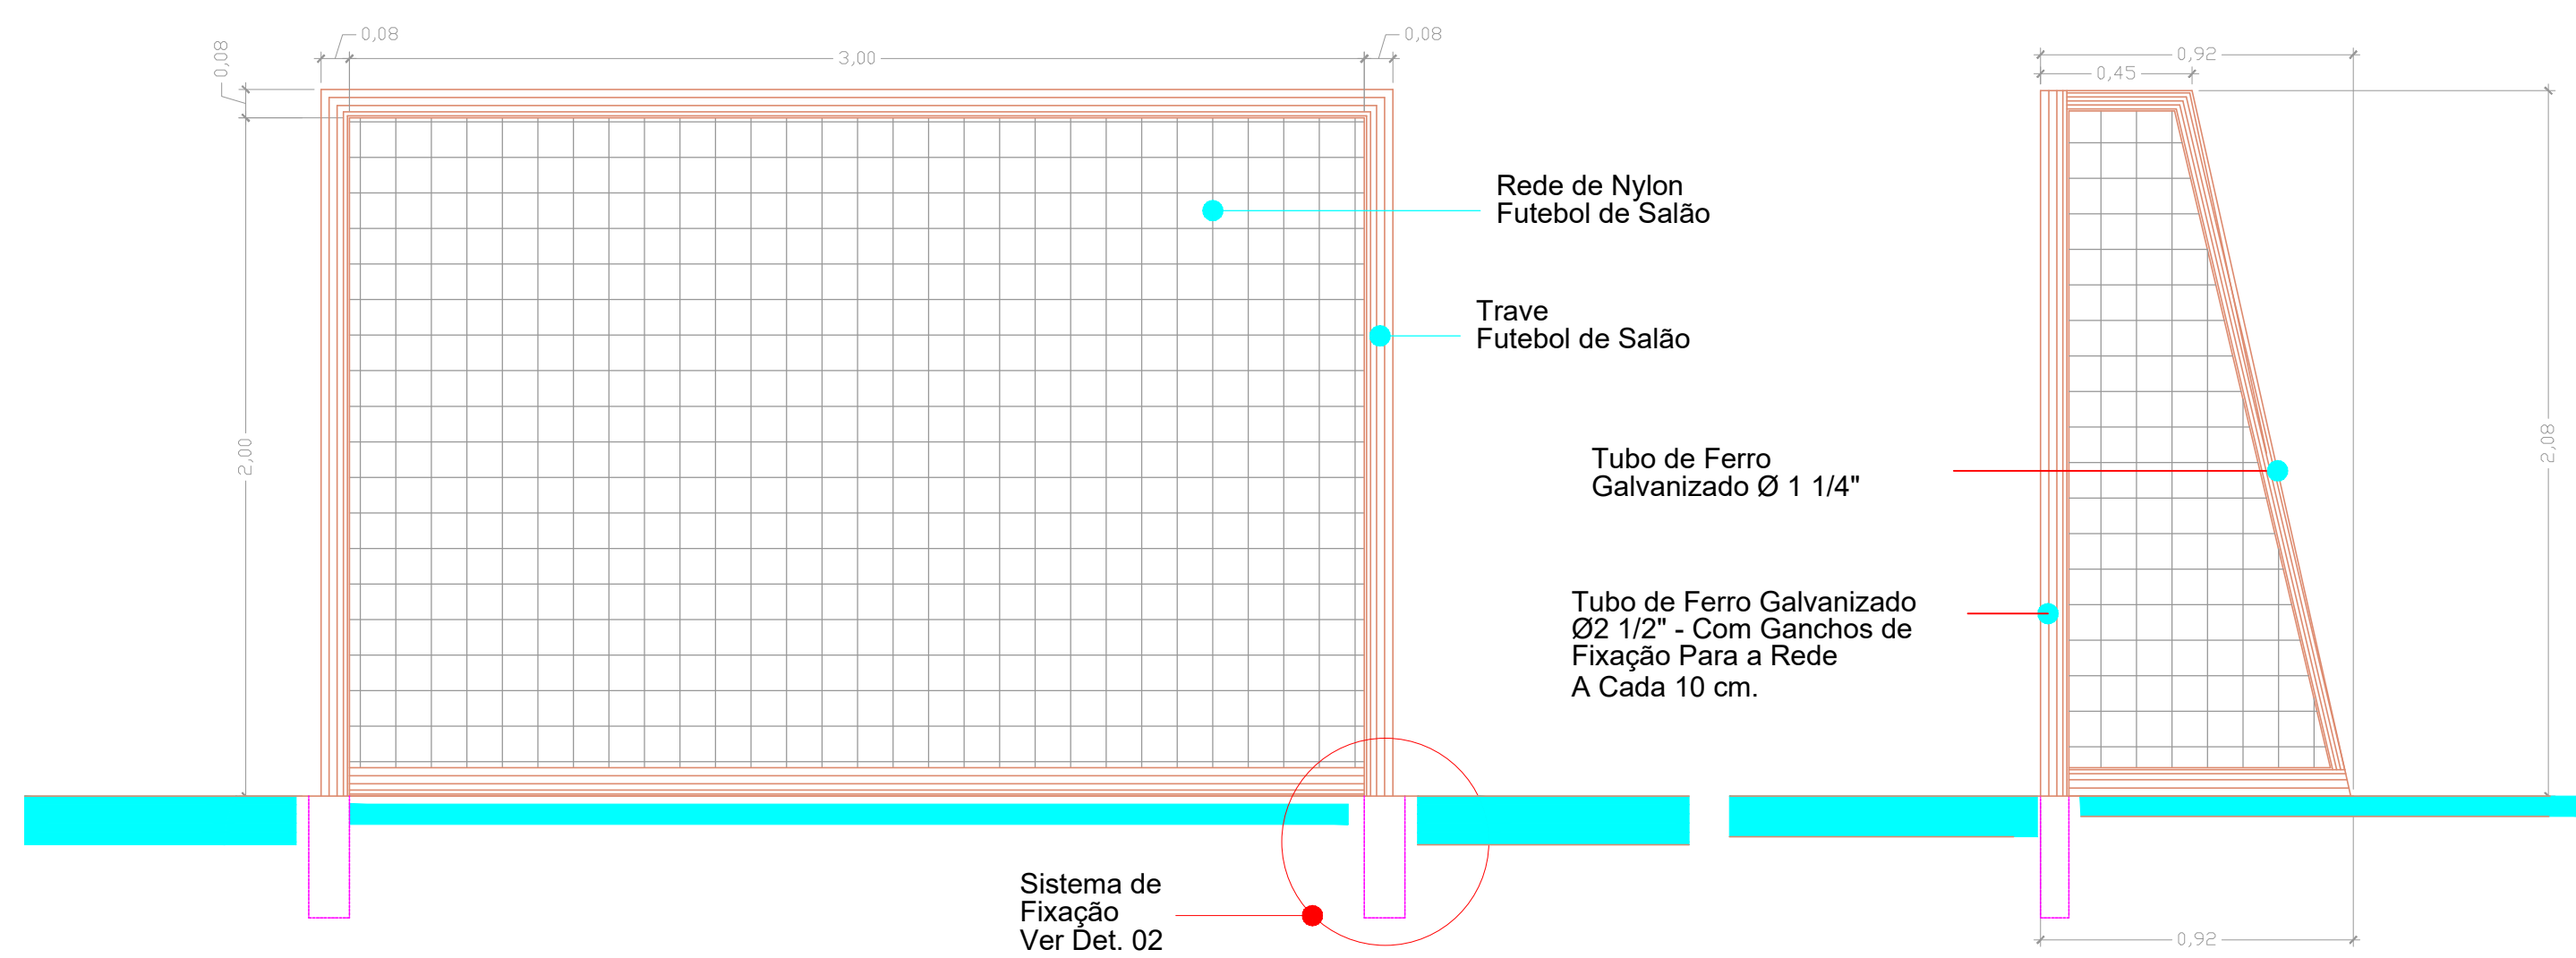 0,08
0,08
3,00
0,08
2,00
0,92
0,45
2,08
Rede de Nylon
Futebol de Salão
Trave
Futebol de Salão
Tubo de Ferro
Galvanizado Ø 1 1/4"
Tubo de Ferro Galvanizado
Ø2 1/2" - Com Ganchos de
Fixação Para a Rede
A Cada 10 cm.
Sistema de
Fixação
Ver Det. 02
0,92